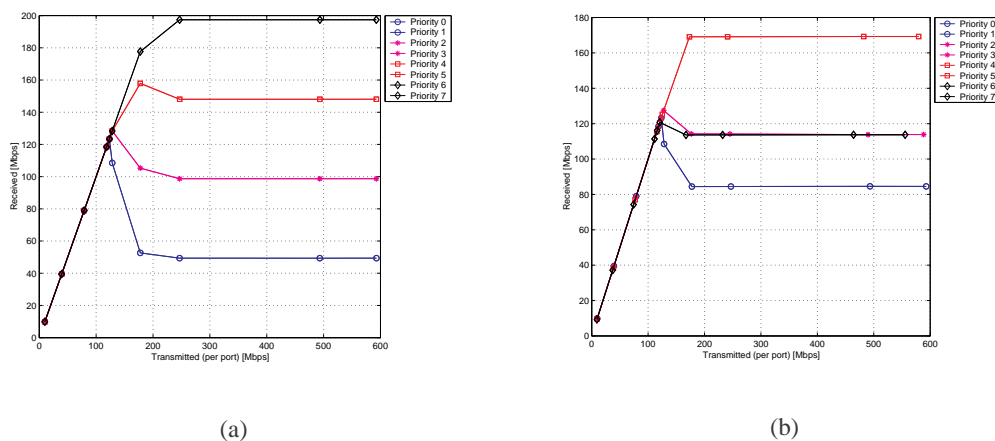 200
180
160
140
120
100
80
60
40
20
0
Received [Mbps]
0 100 200 300 400 500 600
Transmitted (per port) [Mbps]
Priority 0
Priority 1
Priority 2
Priority 3
Priority 4
Priority 5
Priority 6
Priority 7
(a)
180
160
140
120
100
80
60
40
20
0
Received [Mbps]
0 100 200 300 400 500 600
Transmitted (per port) [Mbps]
Priority 0
Priority 1
Priority 2
Priority 3
Priority 4
Priority 5
Priority 6
Priority 7
(b)